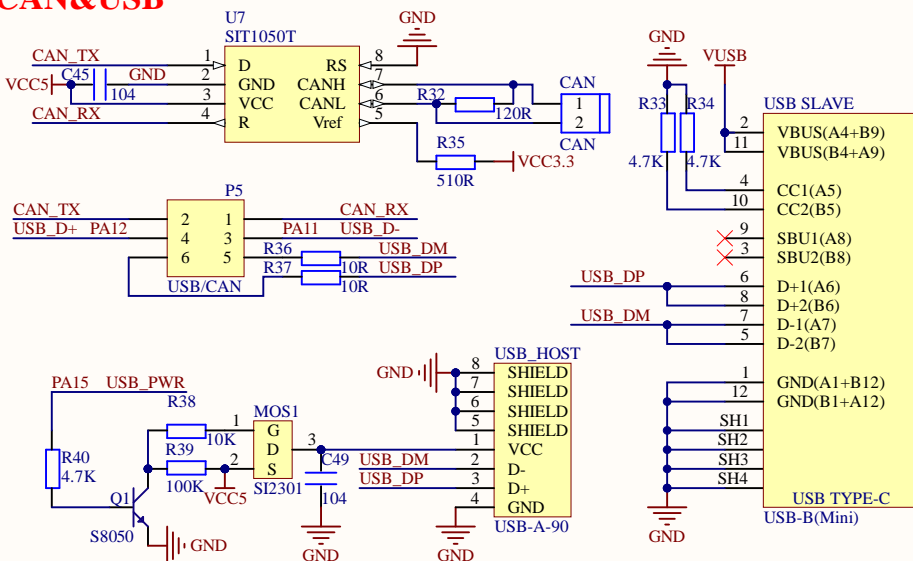 CAN&USB
U7
SIT1050T
CAN_TX
1 D RS 8 GND
VCC5 C45 GND 2 GND CANH 7
104 3 VCC CANL 6
CAN_RX 4 R Vref 5
R32
120R
CAN
1
2
CAN
R35
510R
VCC3.3
P5
CAN_TX 2 1 CAN_RX
USB_D+ PA12 4 3 PA11 USB_D-
6 5 R36 10R USB_DM
R37 10R USB_DP
USB/CAN
GND
VUSB
R33 R34
4.7K 4.7K
USB SLAVE
2 VBUS(A4+B9)
11 VBUS(B4+A9)
4 CC1(A5)
10 CC2(B5)
9 SBU1(A8)
3 SBU2(B8)
USB_DP 6 D+1(A6)
8 D+2(B6)
USB_DM 7 D-1(A7)
5 D-2(B7)
1 GND(A1+B12)
12 GND(B1+A12)
SH1
SH2
SH3
SH4
USB TYPE-C
USB-B(Mini)
GND
PA15 USB_PWR
R38
10K
R39
100K
R40
4.7K
Q1
S8050
GND
MOS1
1 G
D 3
2 S
SI2301
VCC5
C49
104
GND
USB_HOST
GND 8 SHIELD
7 SHIELD
6 SHIELD
5 SHIELD
1 VCC
USB_DM 2 D-
USB_DP 3 D+
4 GND
USB-A-90
GND